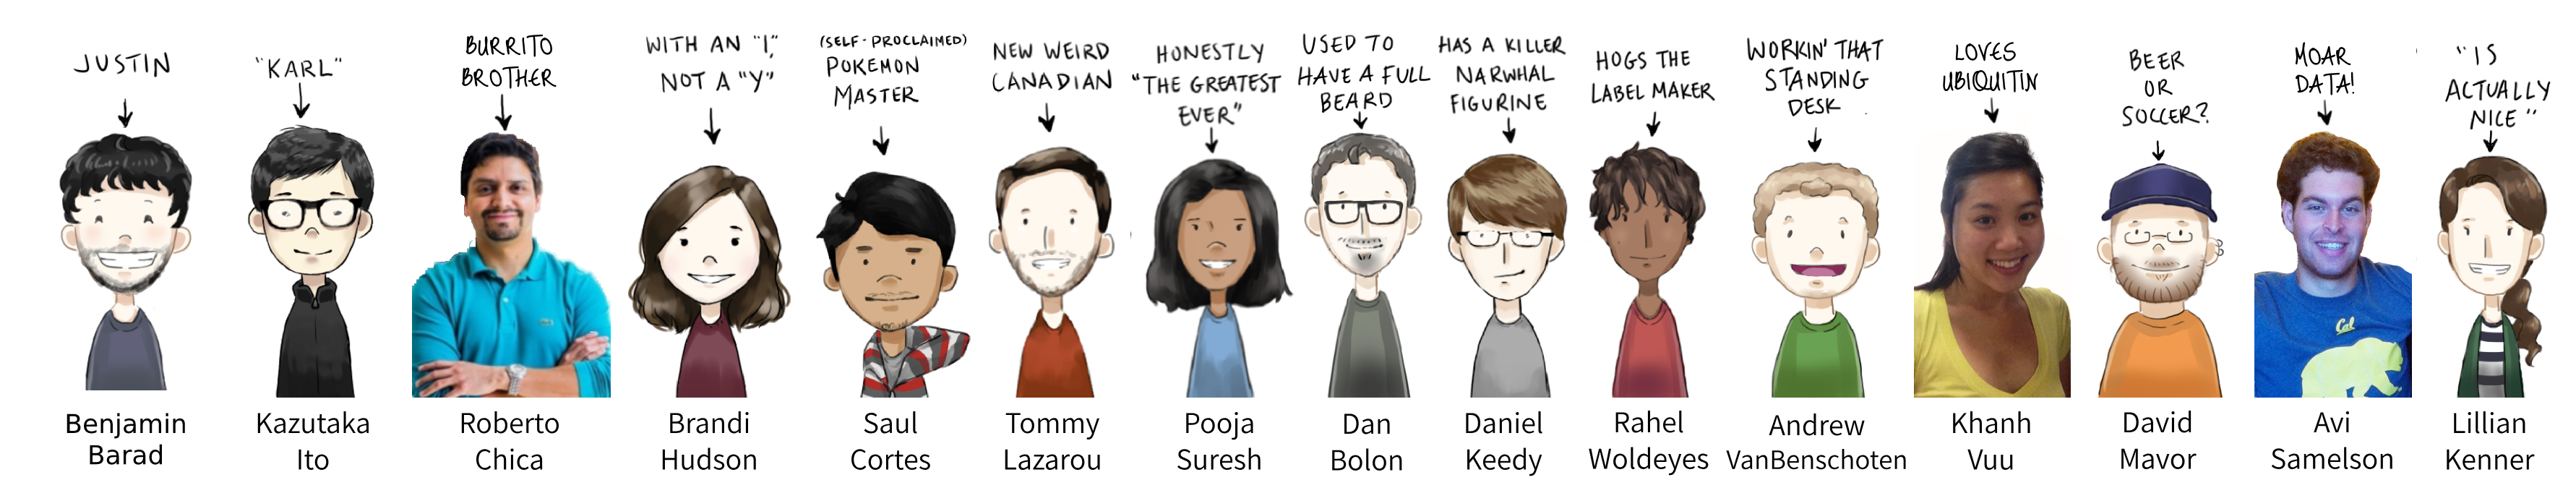 JUSTIN
"KARL"
BURRITO
BROTHER
WITH AN "I,"
NOT A "Y"
(SELF-PROCLAIMED)
POKEMON
MASTER
NEW WEIRD
CANADIAN
HONESTLY
"THE GREATEST
EVER"
USED TO
HAVE A FULL
BEARD
HAS A KILLER
NARWHAL
FIGURINE
HOGS THE
LABEL MAKER
WORKIN' THAT
STANDING
DESK
LOVES
UBIQUITIN
BEER
OR
SOCCER?
MOAR
DATA!
"IS
ACTUALLY
NICE"
Cal
Benjamin
Barad
Kazutaka
Ito
Roberto
Chica
Brandi
Hudson
Saul
Cortes
Tommy
Lazarou
Pooja
Suresh
Dan
Bolon
Daniel
Keedy
Rahel
Woldeyes
Andrew
VanBenschoten
Khanh
Vuu
David
Mavor
Avi
Samelson
Lillian
Kenner